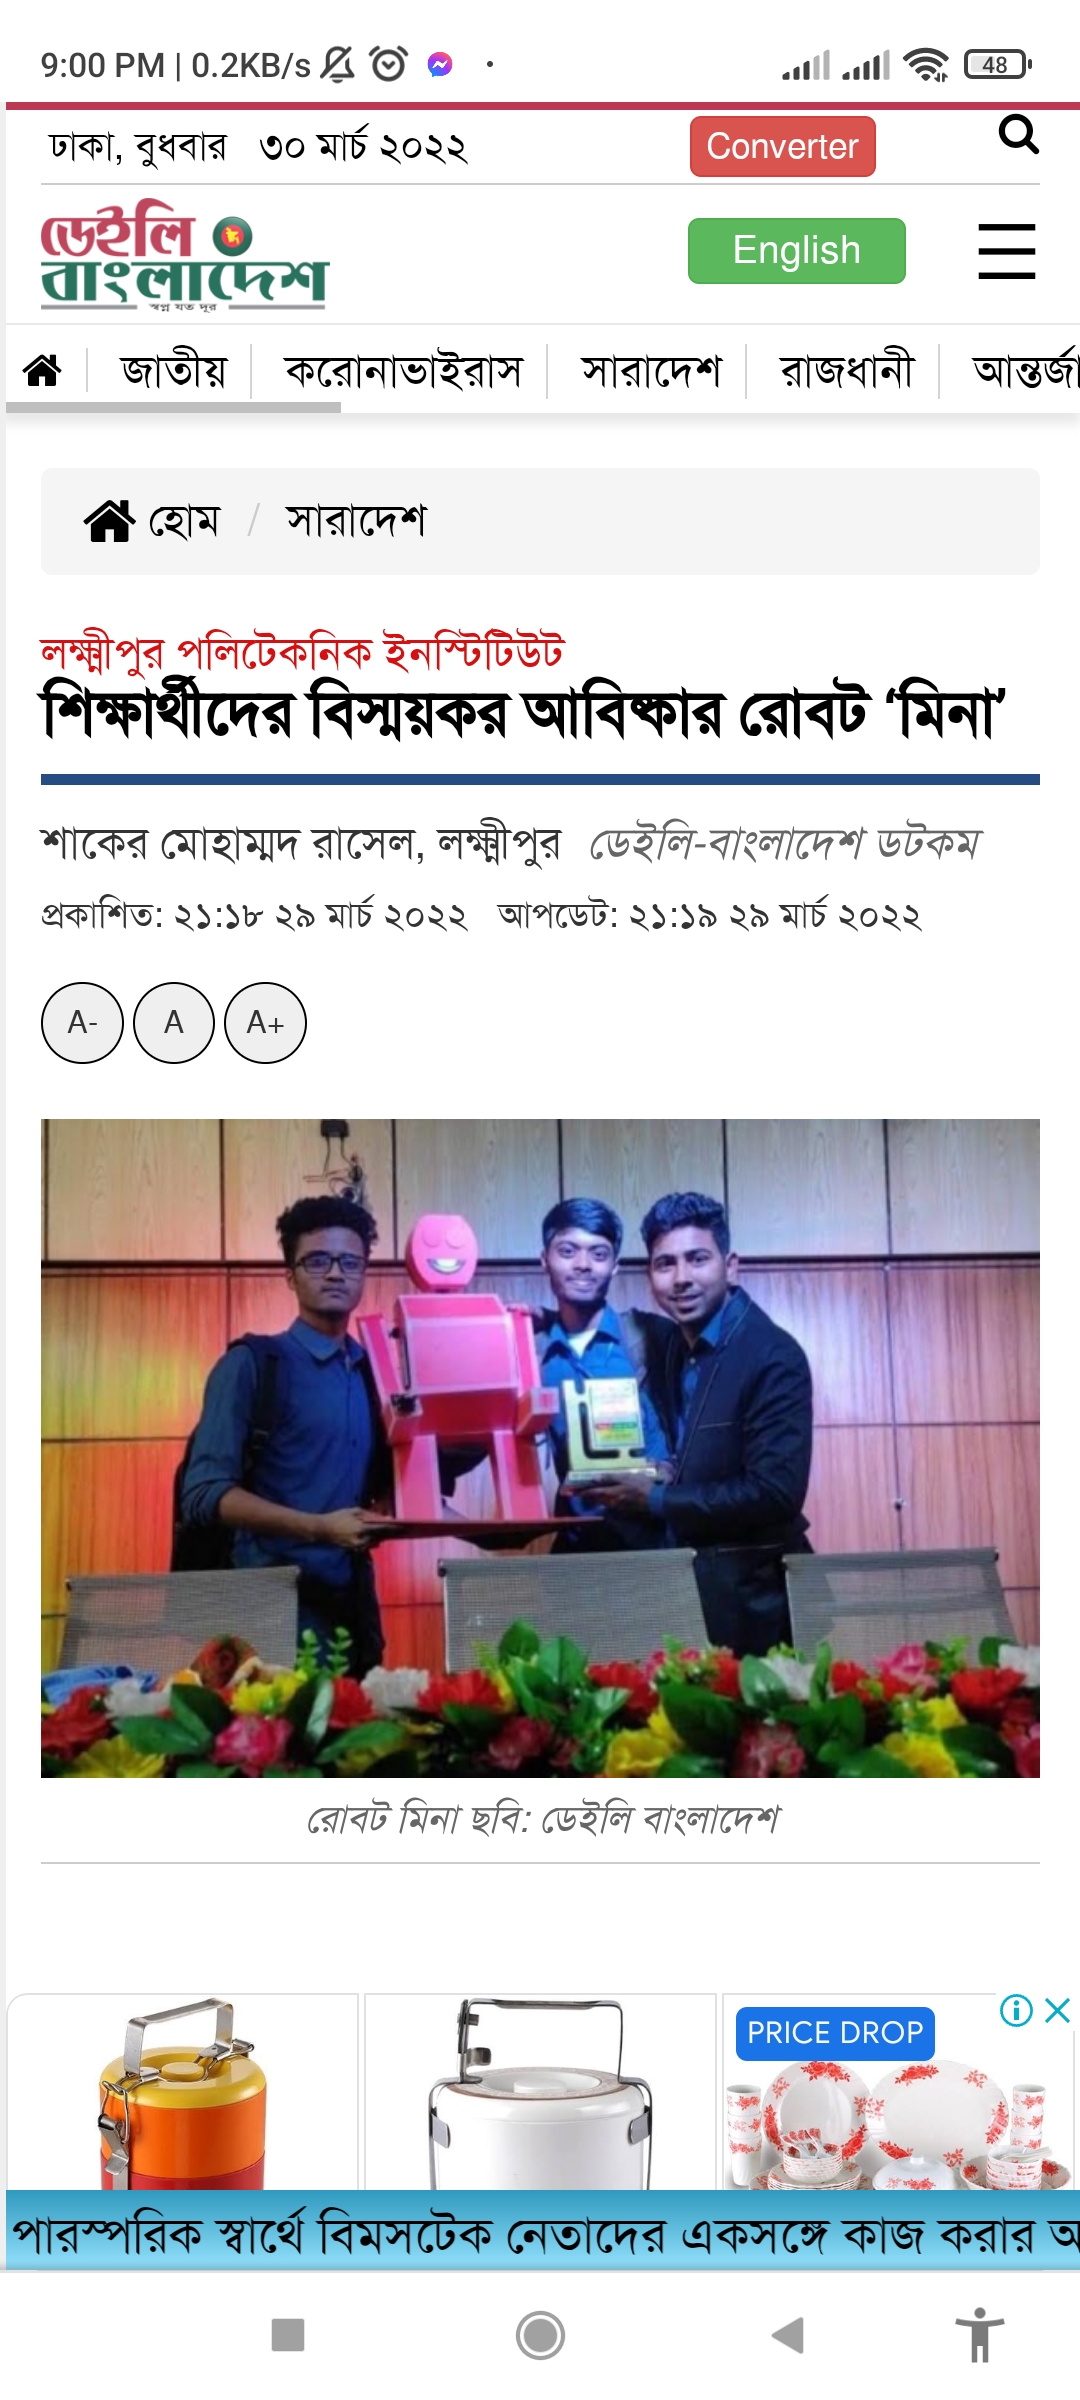 9:00 PM | 0.2KB/s
48
ঢাকা, বুধবার ৩০ মার্চ ২০২২
Converter
ডেইলি
বাংলাদেশ
স্বপ্ন যত দূর
English
জাতীয়
করোনাভাইরাস
সারাদেশ
রাজধানী
আন্তর্জা
হোম / সারাদেশ
লক্ষ্মীপুর পলিটেকনিক ইনস্টিটিউট
শিক্ষার্থীদের বিস্ময়কর আবিষ্কার রোবট ‘মিনা’
শাকের মোহাম্মদ রাসেল, লক্ষ্মীপুর ডেইলি-বাংলাদেশ ডটকম
প্রকাশিত: ২১:১৮ ২৯ মার্চ ২০২২ আপডেট: ২১:১৯ ২৯ মার্চ ২০২২
A- A A+
রোবট মিনা ছবি: ডেইলি বাংলাদেশ
PRICE DROP
পারস্পরিক স্বার্থে বিমসটেক নেতাদের একসঙ্গে কাজ করার